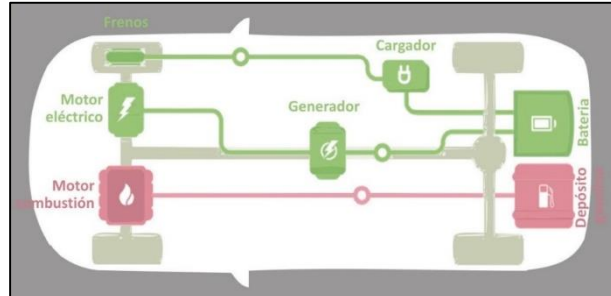 Frenos
Cargador
Motor
eléctrico
Generador
Batería
Motor
combustión
Depósito